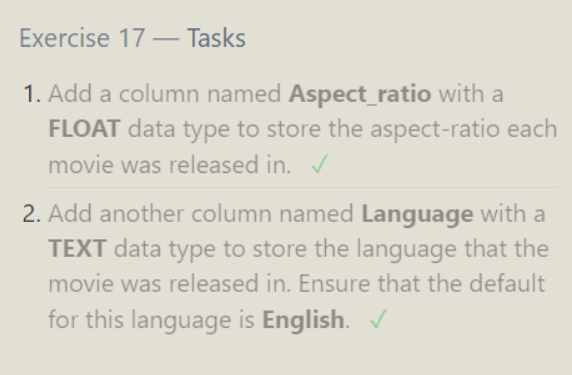 Exercise 17 — Tasks
1. Add a column named Aspect_ratio with a
FLOAT data type to store the aspect-ratio each
movie was released in. ✓
2. Add another column named Language with a
TEXT data type to store the language that the
movie was released in. Ensure that the default
for this language is English. ✓